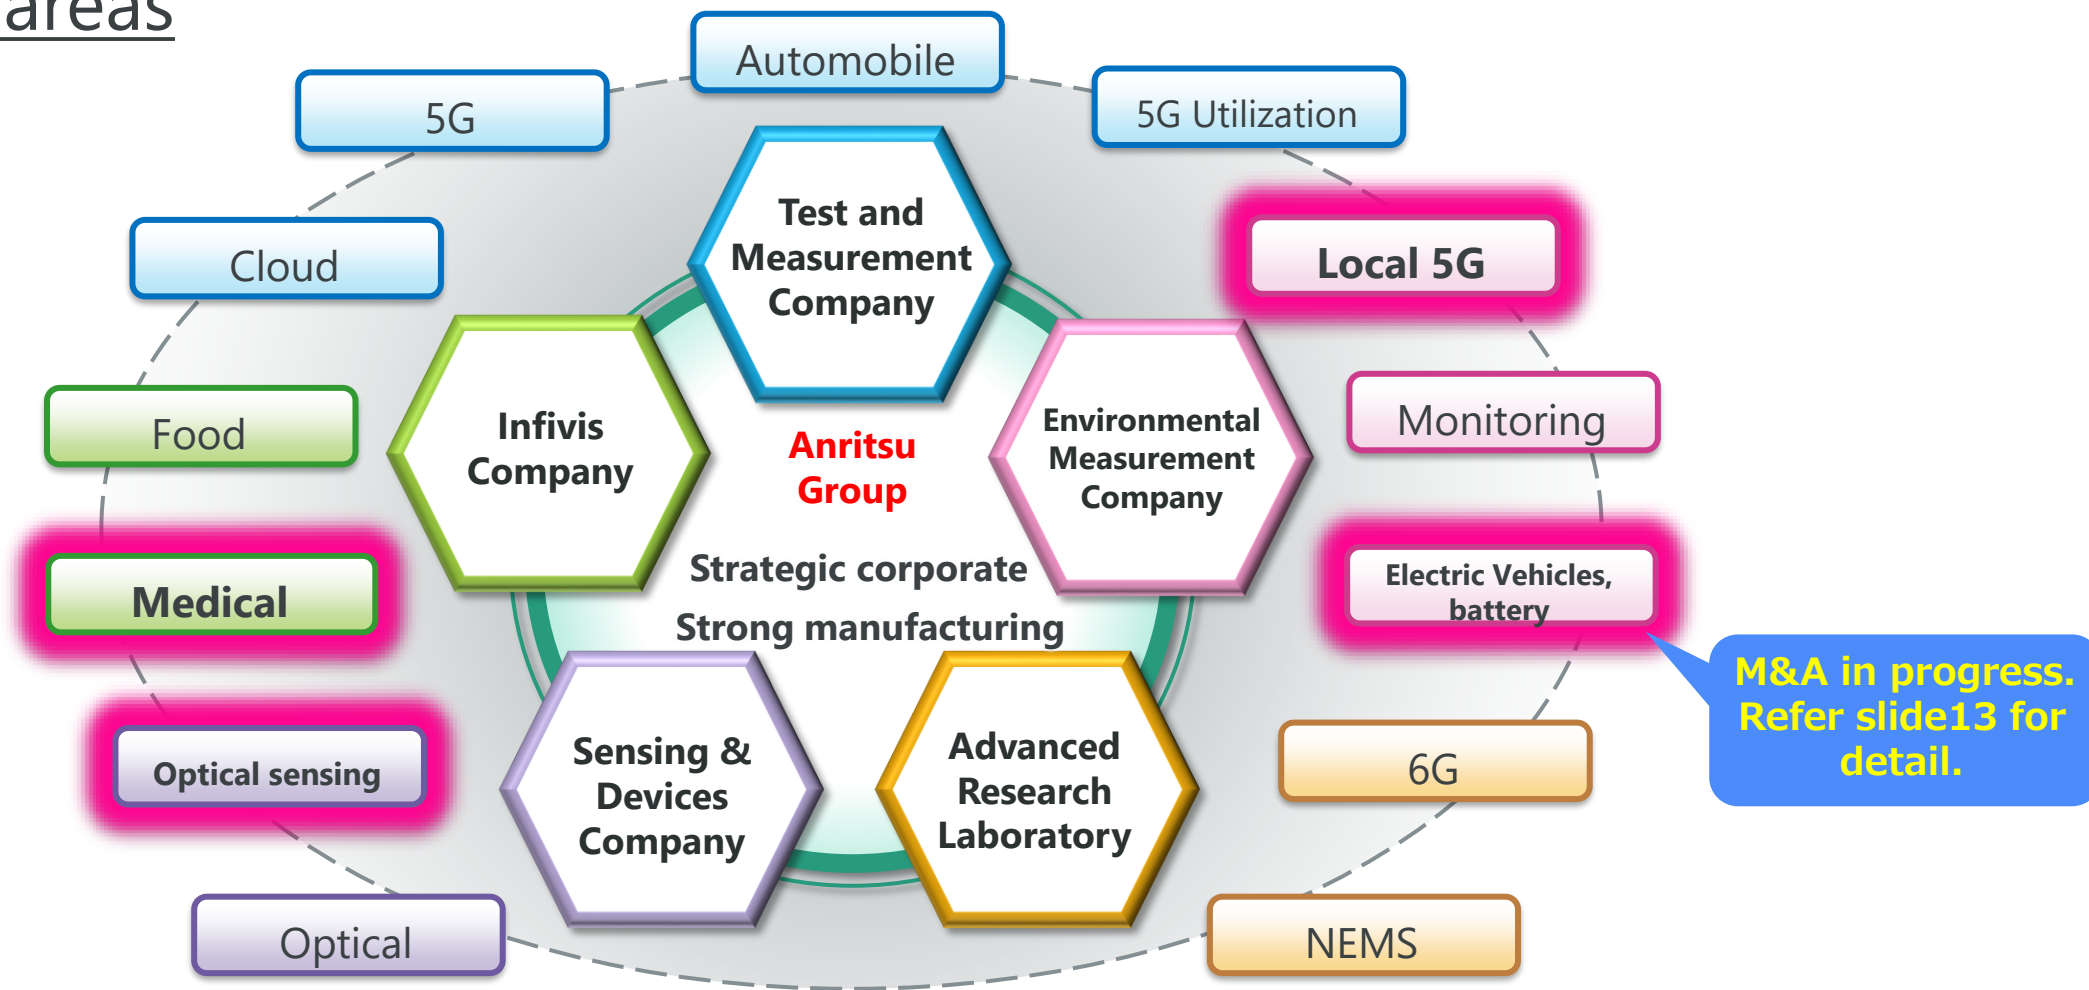 areas
Automobile
5G
5G Utilization
Cloud
Local 5G
Test and
Measurement
Company
Food
Infivis
Company
Anritsu
Group
Environmental
Measurement
Company
Monitoring
Medical
Strategic corporate
Strong manufacturing
Electric Vehicles,
battery
M&A in progress.
Refer slide13 for
detail.
Optical sensing
Sensing &
Devices
Company
Advanced
Research
Laboratory
6G
Optical
NEMS